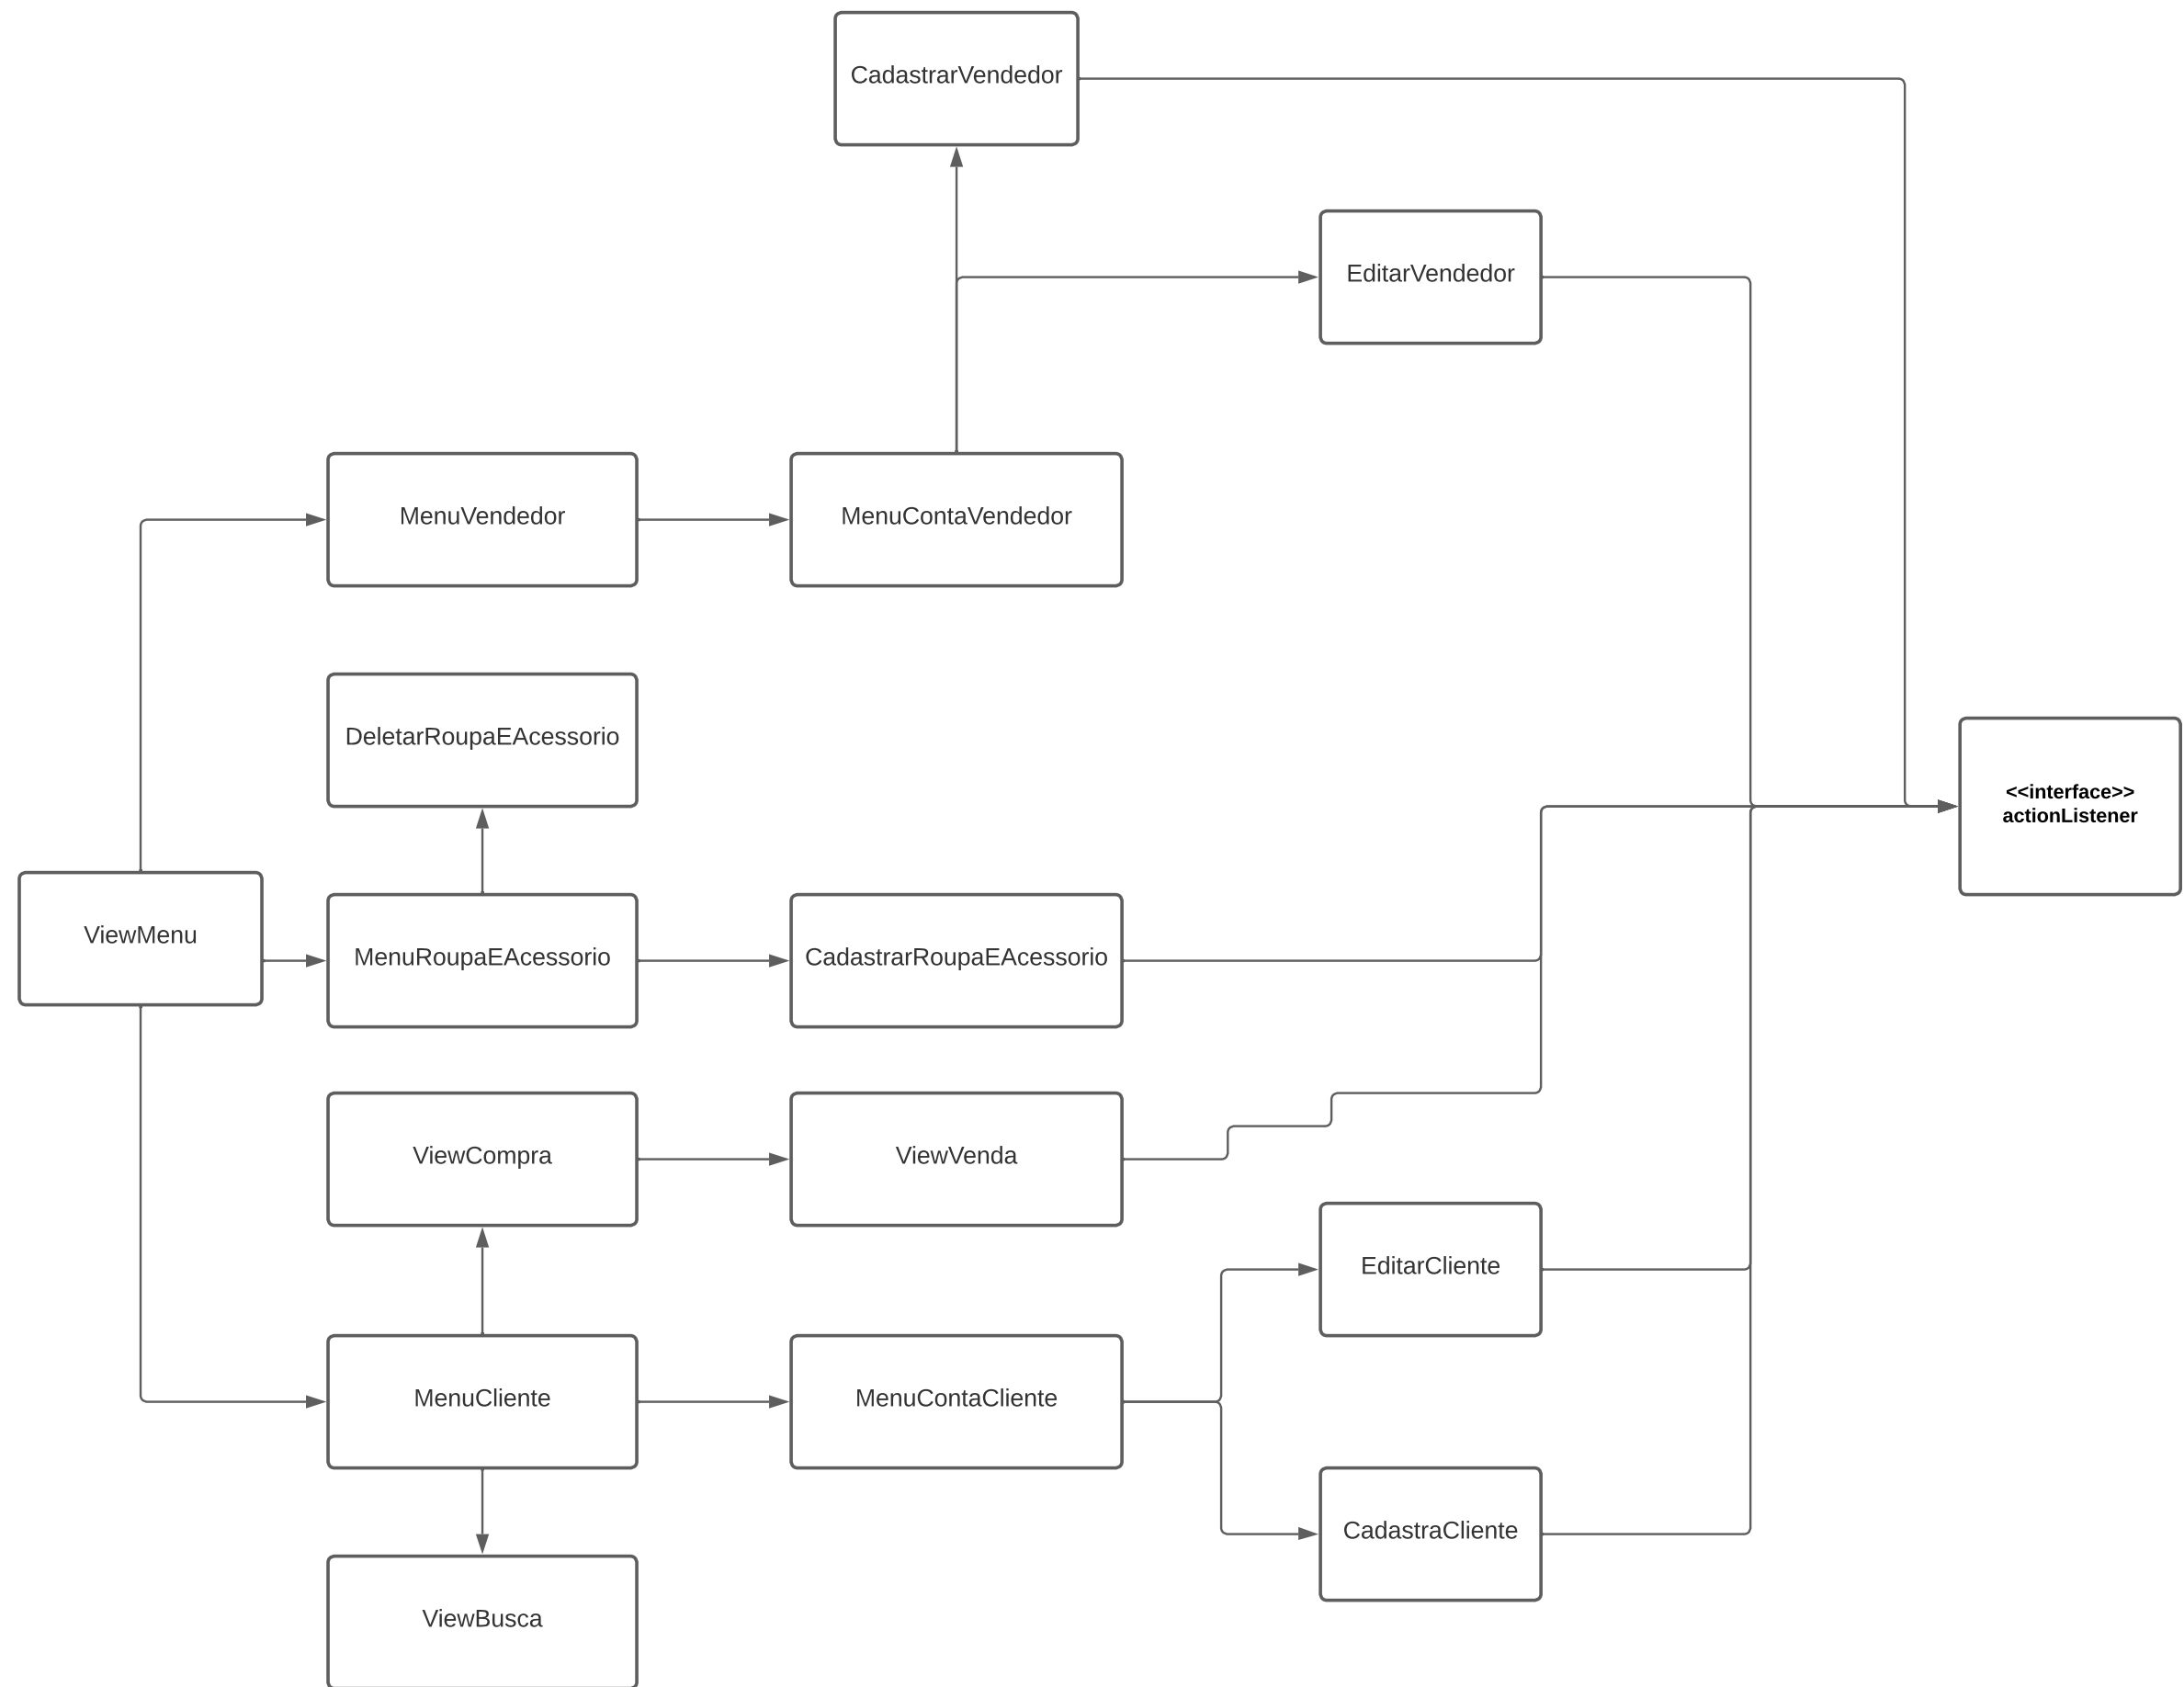 CadastrarVendedor
EditarVendedor
MenuVendedor
MenuContaVendedor
DeletarRoupaEAcessorio
<<interface>>
actionListener
ViewMenu
MenuRoupaEAcessorio
CadastrarRoupaEAcessorio
ViewCompra
ViewVenda
EditarCliente
MenuCliente
MenuContaCliente
CadastraCliente
ViewBusca